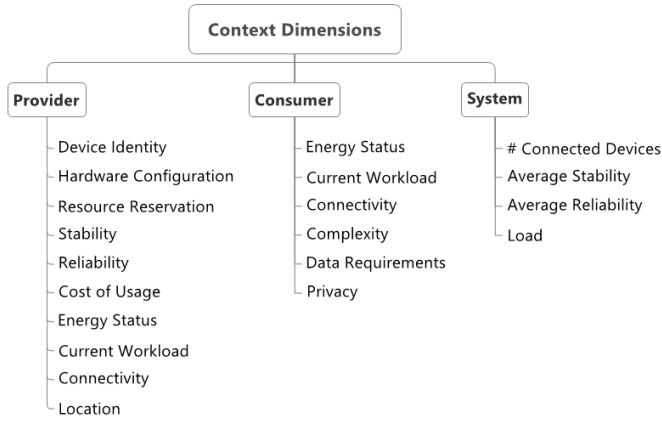 Context Dimensions
Provider
Device Identity
Hardware Configuration
Resource Reservation
Stability
Reliability
Cost of Usage
Energy Status
Current Workload
Connectivity
Location
Consumer
Energy Status
Current Workload
Connectivity
Complexity
Data Requirements
Privacy
System
# Connected Devices
Average Stability
Average Reliability
Load